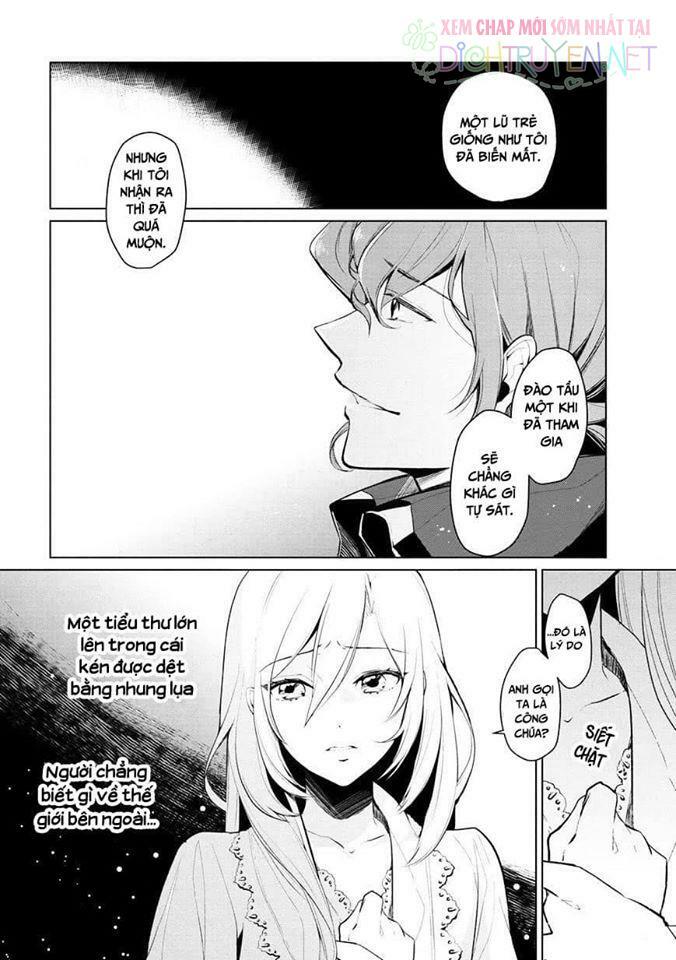 XEM CHAP MỚI SỚM NHẤT TẠI
DICHTRUYEN.NET
MỘT LŨ TRẺ
GIỐNG NHƯ TÔI
ĐÃ BIẾN MẤT.
NHƯNG
KHI TÔI
NHẬN RA
THÌ ĐÃ
QUÁ
MUỘN.
ĐÀO TẨU
MỘT KHI
ĐÃ THAM
GIA
SẼ
CHẲNG
KHÁC GÌ
TỰ SÁT.
...ĐÓ LÀ
LÝ DO
ANH GỌI
TA LÀ
CÔNG
CHÚA?
SIẾT
CHẶT
Một tiểu thư lớn
lên trong cái
kén được dệt
bằng nhung lụa
Người chẳng
biết gì về thế
giới bên ngoài...